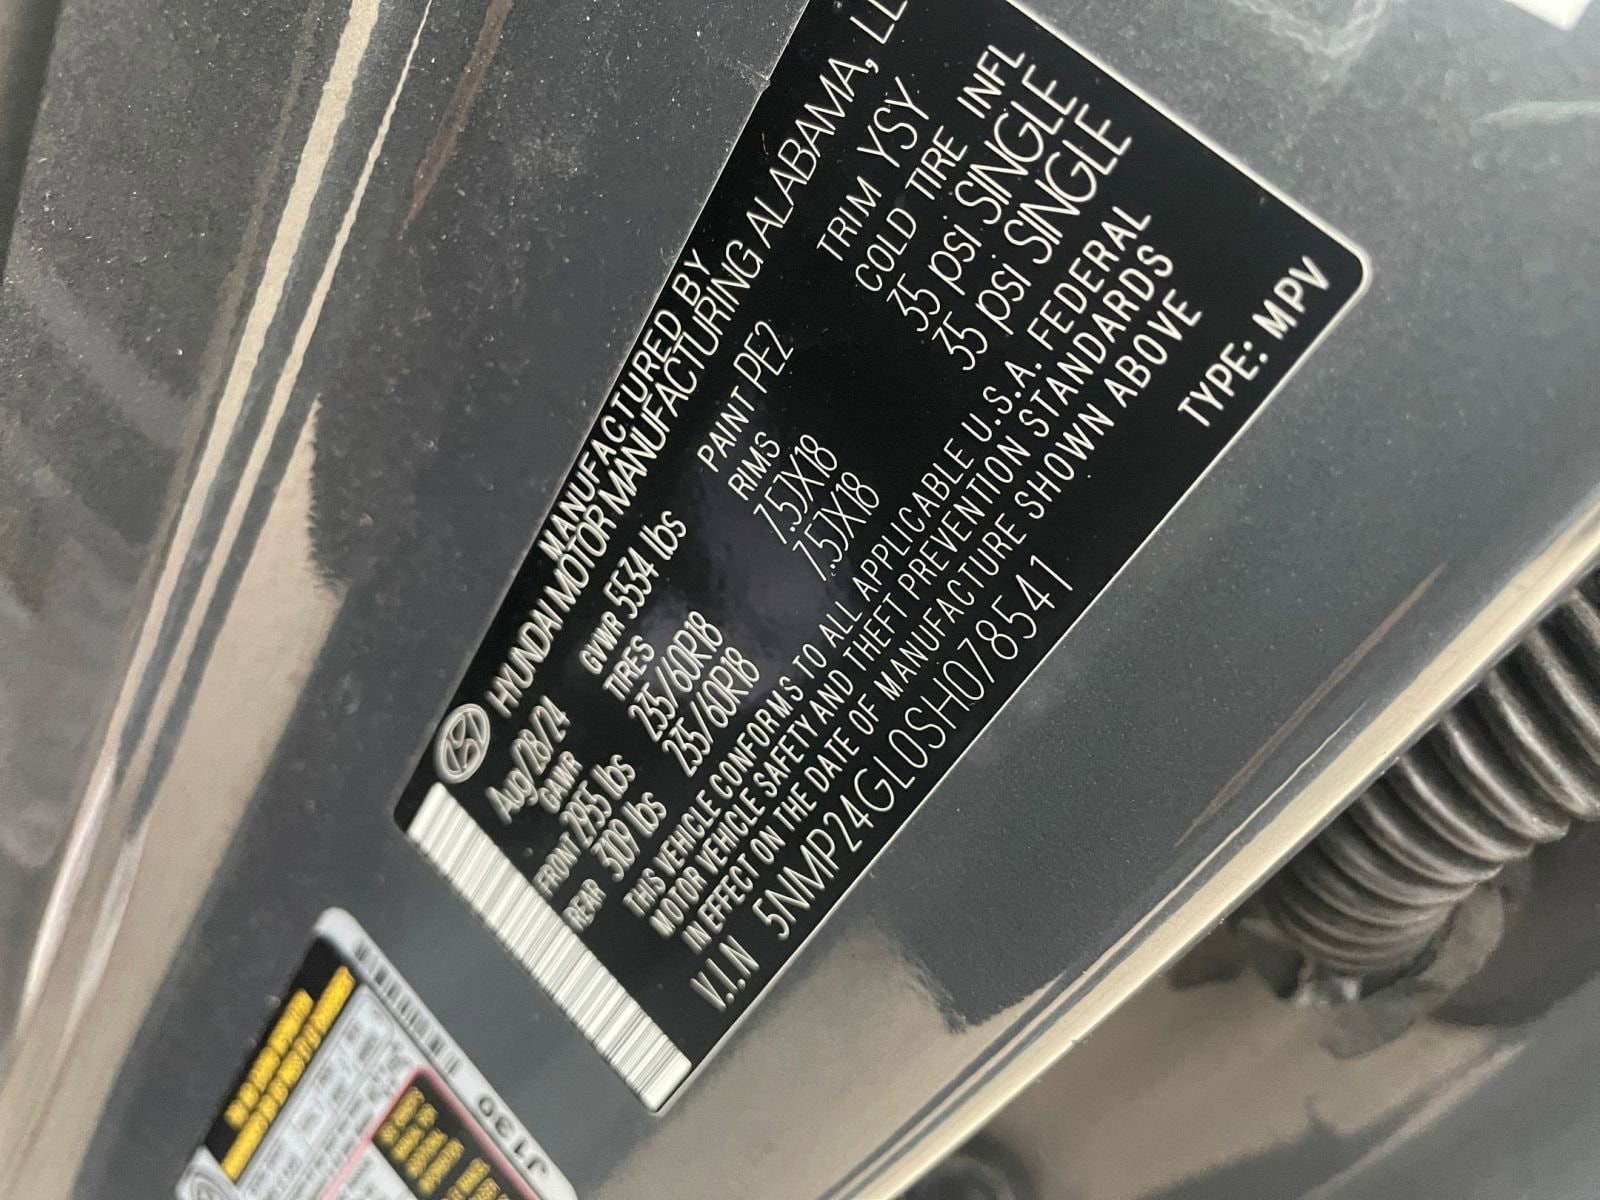 MANUFACTURED BY
HYUNDAI MOTOR MANUFACTURING ALABAMA, LL
Aug/28/24 GVWR 5534 lbs PAINT PE2 TRIM YSY
GAWR TIRES RIMS COLD TIRE INFL
FRONT 2955 lbs 235/60R18 7.5JX18 35 psi SINGLE
REAR 3109 lbs 235/60R18 7.5JX18 35 psi SINGLE
THIS VEHICLE CONFORMS TO ALL APPLICABLE U.S.A. FEDERAL
MOTOR VEHICLE SAFETY AND THEFT PREVENTION STANDARDS
IN EFFECT ON THE DATE OF MANUFACTURE SHOWN ABOVE
V.I.N 5NMP24GL0SH078541 TYPE: MPV
J130